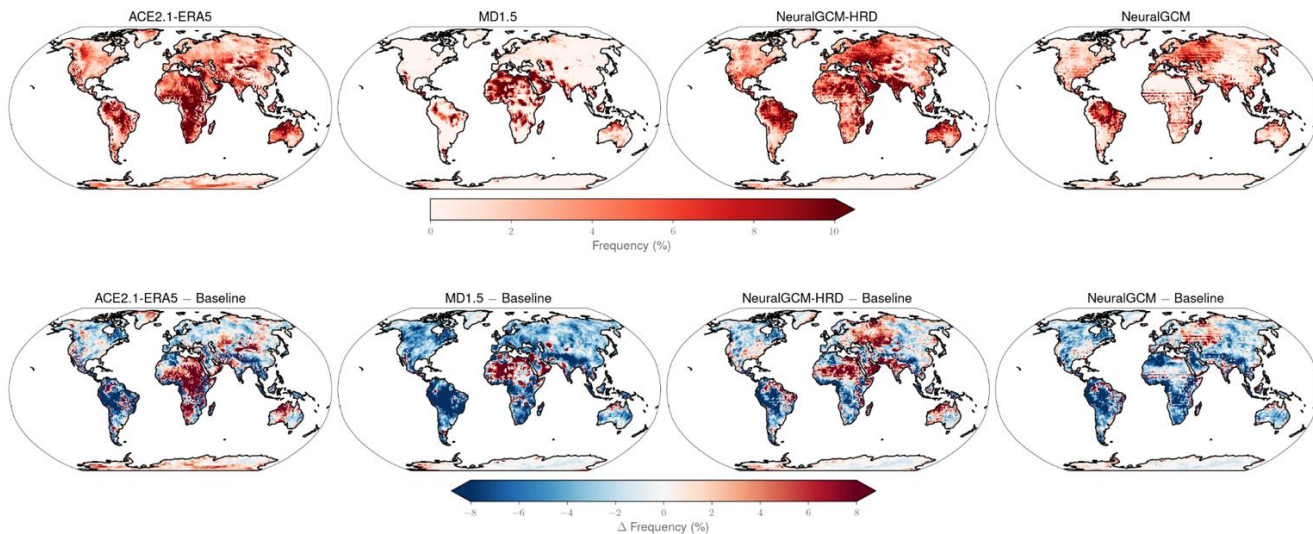 ACE2.1-ERA5 MD1.5 NeuralGCM-HRD NeuralGCM
0 2 4 6 8 10
Frequency (%)
ACE2.1-ERA5 − Baseline MD1.5 − Baseline NeuralGCM-HRD − Baseline NeuralGCM − Baseline
−8 −6 −4 −2 0 2 4 6 8
Δ Frequency (%)